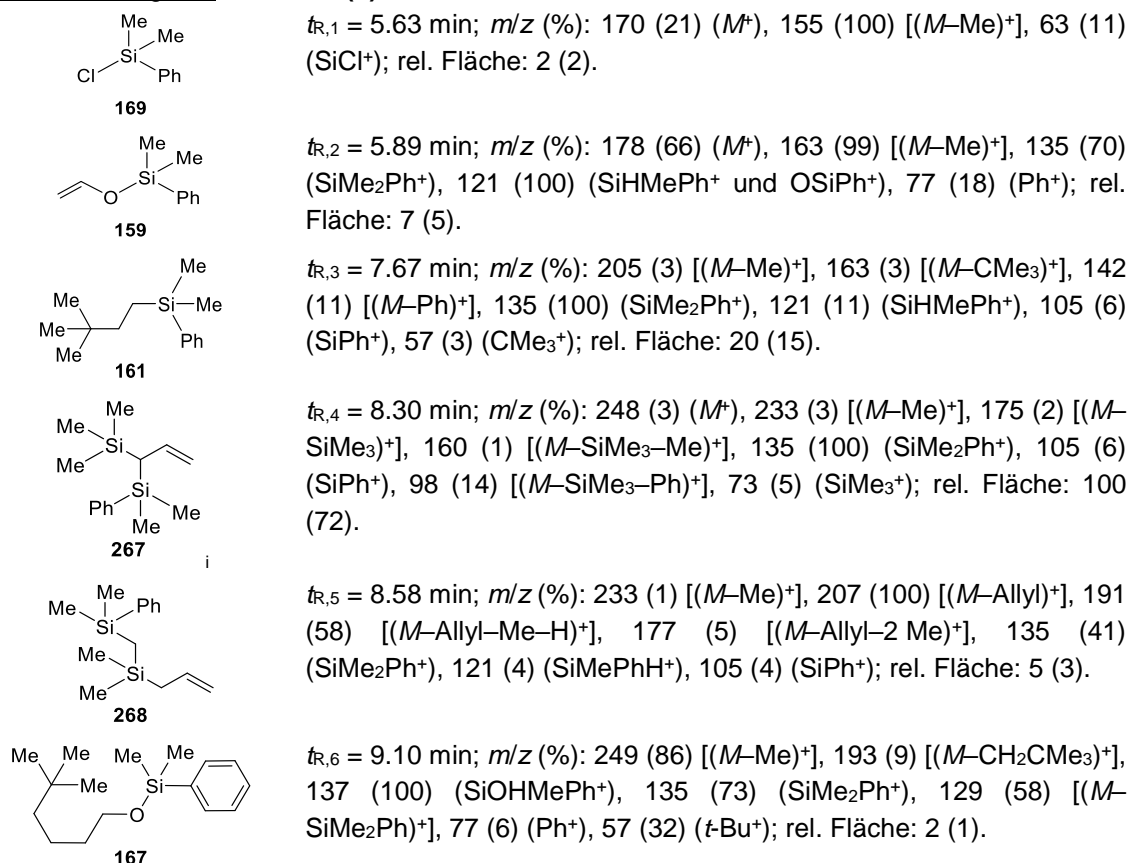 Me
Me
Si
Cl
Ph
169
t_R,1 = 5.63 min; m/z (%): 170 (21) (M⁺), 155 (100) [(M–Me)⁺], 63 (11)
(SiCl⁺); rel. Fläche: 2 (2).
Me
Me
Si
O
Ph
159
t_R,2 = 5.89 min; m/z (%): 178 (66) (M⁺), 163 (99) [(M–Me)⁺], 135 (70)
(SiMe₂Ph⁺), 121 (100) (SiHMePh⁺ und OSiPh⁺), 77 (18) (Ph⁺); rel.
Fläche: 7 (5).
Me
Me
Si
Me
Me
Me
Ph
161
t_R,3 = 7.67 min; m/z (%): 205 (3) [(M–Me)⁺], 163 (3) [(M–CMe₃)⁺], 142
(11) [(M–Ph)⁺], 135 (100) (SiMe₂Ph⁺), 121 (11) (SiHMePh⁺), 105 (6)
(SiPh⁺), 57 (3) (CMe₃⁺); rel. Fläche: 20 (15).
Me
Me
Si
Me
Si
Ph
Me
Me
267
i
t_R,4 = 8.30 min; m/z (%): 248 (3) (M⁺), 233 (3) [(M–Me)⁺], 175 (2) [(M–
SiMe₃)⁺], 160 (1) [(M–SiMe₃–Me)⁺], 135 (100) (SiMe₂Ph⁺), 105 (6)
(SiPh⁺), 98 (14) [(M–SiMe₃–Ph)⁺], 73 (5) (SiMe₃⁺); rel. Fläche: 100
(72).
Me
Ph
Me
Si
Me
Si
Me
268
t_R,5 = 8.58 min; m/z (%): 233 (1) [(M–Me)⁺], 207 (100) [(M–Allyl)⁺], 191
(58) [(M–Allyl–Me–H)⁺], 177 (5) [(M–Allyl–2 Me)⁺], 135 (41)
(SiMe₂Ph⁺), 121 (4) (SiMePhH⁺), 105 (4) (SiPh⁺); rel. Fläche: 5 (3).
Me
Me
Me
Me
Me
Si
O
167
t_R,6 = 9.10 min; m/z (%): 249 (86) [(M–Me)⁺], 193 (9) [(M–CH₂CMe₃)⁺],
137 (100) (SiOHMePh⁺), 135 (73) (SiMe₂Ph⁺), 129 (58) [(M–
SiMe₂Ph)⁺], 77 (6) (Ph⁺), 57 (32) (t-Bu⁺); rel. Fläche: 2 (1).